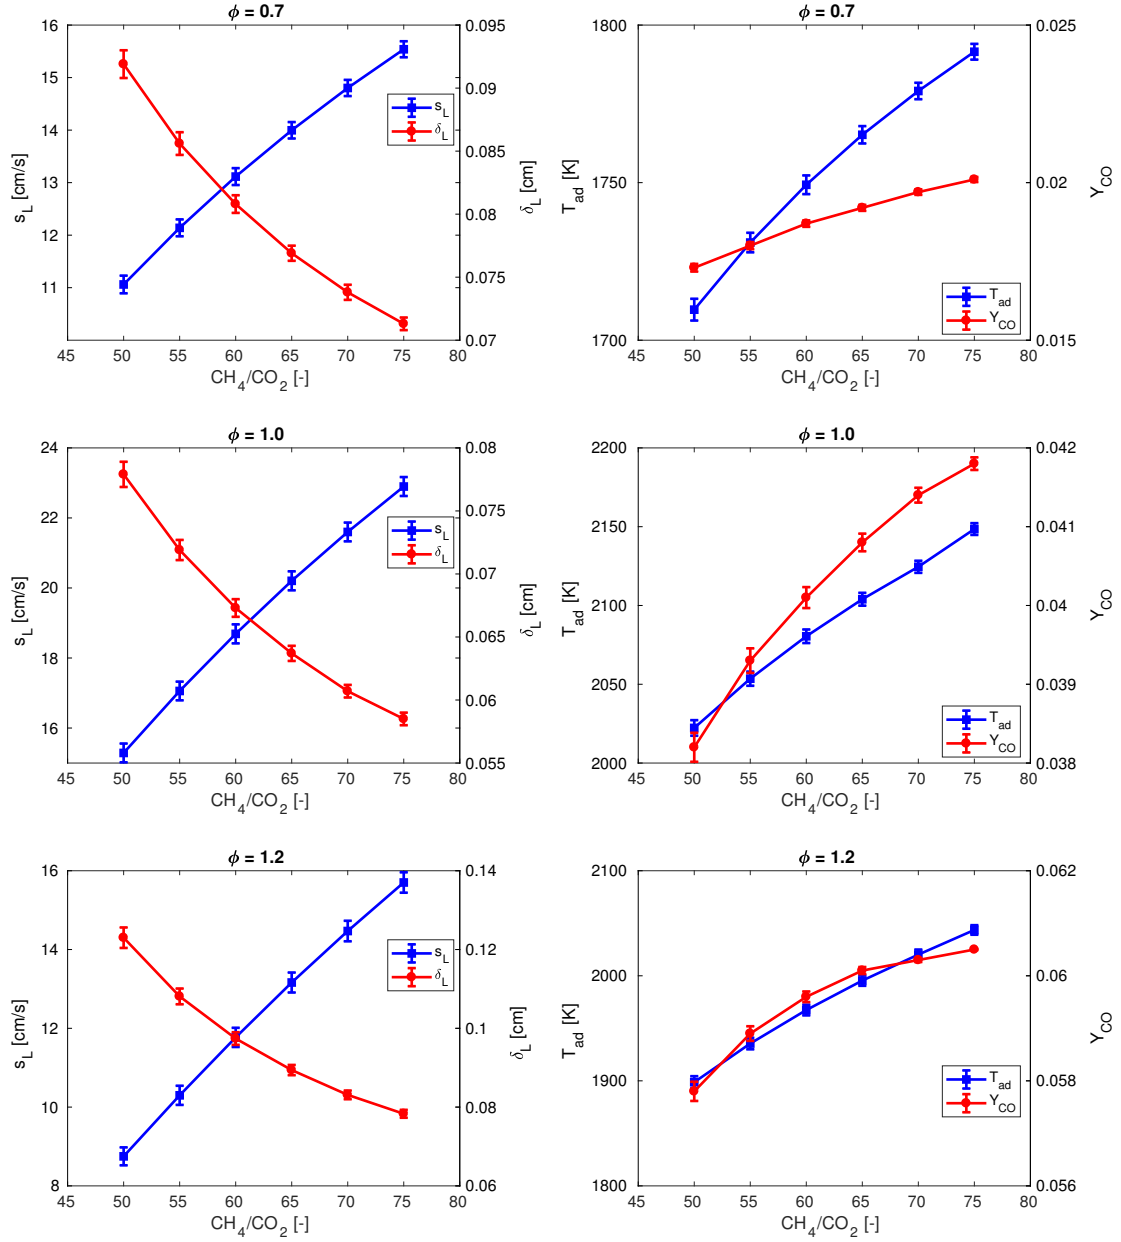 ϕ = 0.7
16
15
14
13
12
11
s_L [cm/s]
0.095
0.09
0.085
0.08
0.075
0.07
δ_L [cm]
s_L
δ_L
45 50 55 60 65 70 75 80
CH_4/CO_2 [-]
ϕ = 0.7
1800
1750
1700
T_ad [K]
0.025
0.02
0.015
Y_CO
T_ad
Y_CO
45 50 55 60 65 70 75 80
CH_4/CO_2 [-]
ϕ = 1.0
24
22
20
18
16
s_L [cm/s]
0.08
0.075
0.07
0.065
0.06
0.055
δ_L [cm]
s_L
δ_L
45 50 55 60 65 70 75 80
CH_4/CO_2 [-]
ϕ = 1.0
2200
2150
2100
2050
2000
T_ad [K]
0.042
0.041
0.04
0.039
0.038
Y_CO
T_ad
Y_CO
45 50 55 60 65 70 75 80
CH_4/CO_2 [-]
ϕ = 1.2
16
14
12
10
8
s_L [cm/s]
0.14
0.12
0.1
0.08
0.06
δ_L [cm]
s_L
δ_L
45 50 55 60 65 70 75 80
CH_4/CO_2 [-]
ϕ = 1.2
2100
2000
1900
1800
T_ad [K]
0.062
0.06
0.058
0.056
Y_CO
T_ad
Y_CO
45 50 55 60 65 70 75 80
CH_4/CO_2 [-]